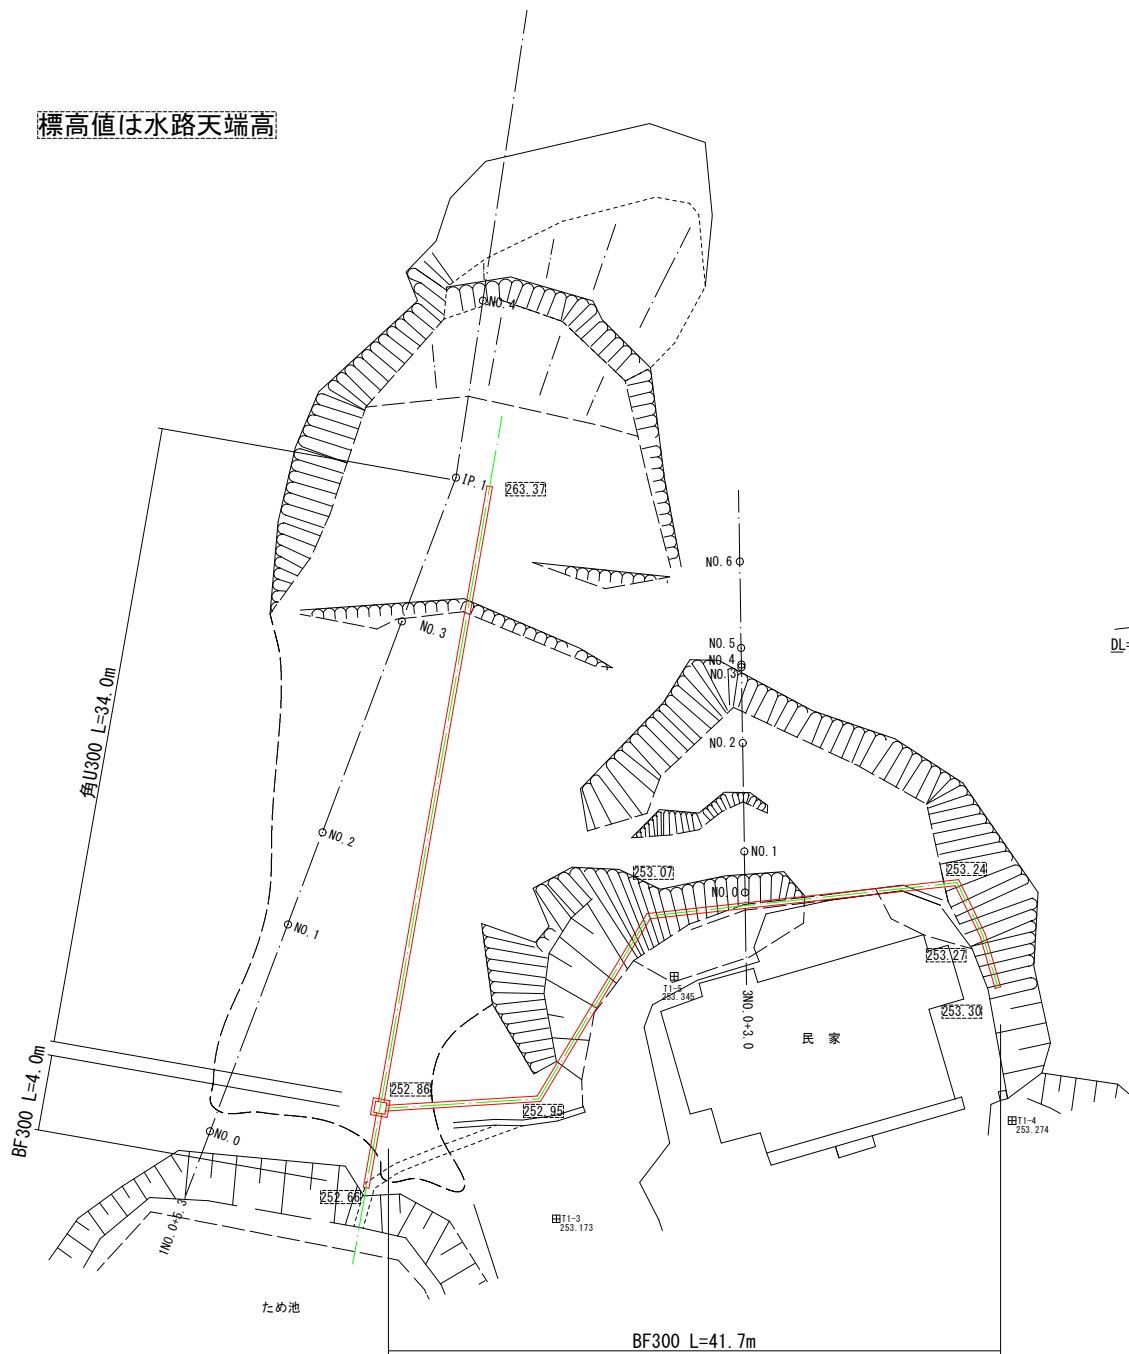 標高値は水路天端高
NO.4
IP.1
263.37
NO.6
NO.3
NO.5
NO.4
NO.3
DL=
角U300 L=34.0m
NO.2
NO.2
NO.1
253.07
253.24
NO.0
NO.1
253.27
T1-5
253.345
3NO.0+3.0
253.30
民 家
BF300 L=4.0m
252.86
252.95
NO.0
T1-4
253.274
252.66
1NO.0+5.3
T1-3
253.173
ため池
BF300 L=41.7m